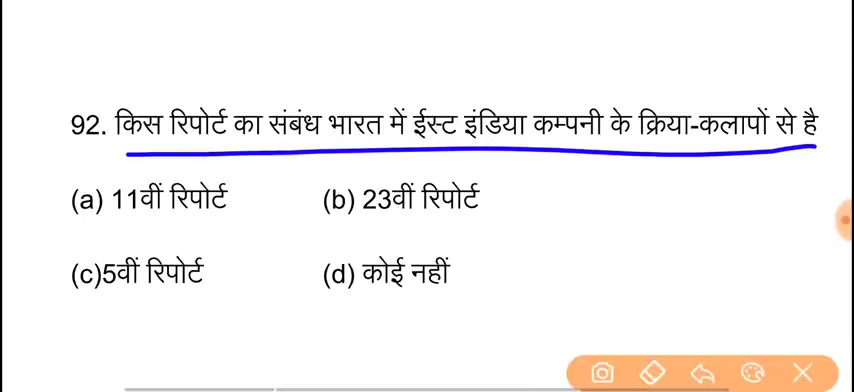 92. किस रिपोर्ट का संबंध भारत में ईस्ट इंडिया कम्पनी के क्रिया-कलापों से है
(a) 11वीं रिपोर्ट (b) 23वीं रिपोर्ट
(c)5वीं रिपोर्ट (d) कोई नहीं